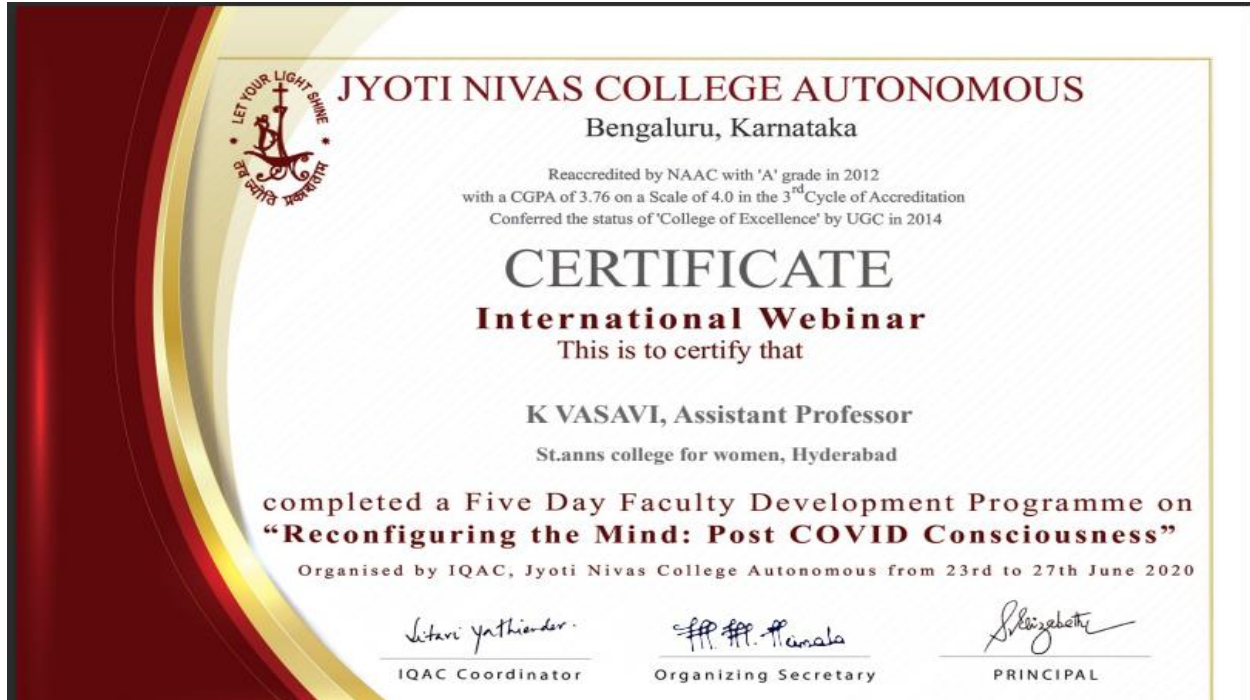 LET YOUR LIGHT SHINE
तव ज्योति प्रकाशताम्
JYOTI NIVAS COLLEGE AUTONOMOUS
Bengaluru, Karnataka
Reaccredited by NAAC with 'A' grade in 2012
with a CGPA of 3.76 on a Scale of 4.0 in the 3rd Cycle of Accreditation
Conferred the status of 'College of Excellence' by UGC in 2014
CERTIFICATE
International Webinar
This is to certify that
K VASAVI, Assistant Professor
St.anns college for women, Hyderabad
completed a Five Day Faculty Development Programme on
“Reconfiguring the Mind: Post COVID Consciousness”
Organised by IQAC, Jyoti Nivas College Autonomous from 23rd to 27th June 2020
IQAC Coordinator
Organizing Secretary
PRINCIPAL